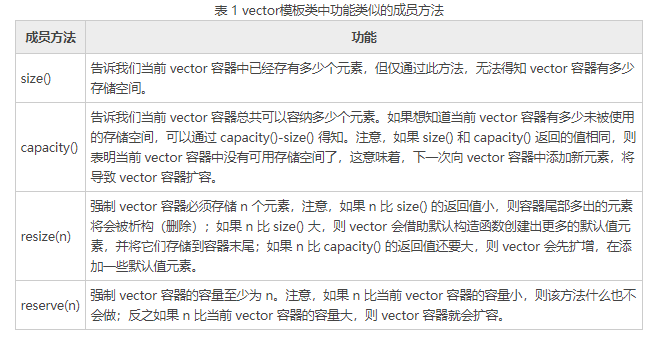 表 1 vector模板类中功能类似的成员方法
成员方法 功能
size() 告诉我们当前 vector 容器中已经存有多少个元素，但仅通过此方法，无法得知 vector 容器有多少
存储空间。
capacity() 告诉我们当前 vector 容器总共可以容纳多少个元素。如果想知道当前 vector 容器有多少未被使用
的存储空间，可以通过 capacity()-size() 得知。注意，如果 size() 和 capacity() 返回的值相同，则
表明当前 vector 容器中没有可用存储空间了，这意味着，下一次向 vector 容器中添加新元素，将
导致 vector 容器扩容。
resize(n) 强制 vector 容器必须存储 n 个元素，注意，如果 n 比 size() 的返回值小，则容器尾部多出的元素
将会被析构（删除）；如果 n 比 size() 大，则 vector 会借助默认构造函数创建出更多的默认值元
素，并将它们存储到容器末尾；如果 n 比 capacity() 的返回值还要大，则 vector 会先扩增，在添
加一些默认值元素。
reserve(n) 强制 vector 容器的容量至少为 n。注意，如果 n 比当前 vector 容器的容量小，则该方法什么也不
会做；反之如果 n 比当前 vector 容器的容量大，则 vector 容器就会扩容。